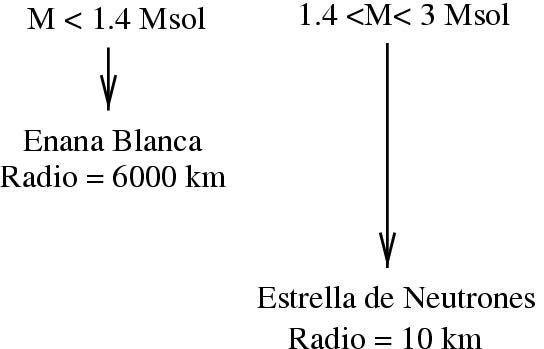 M < 1.4 Msol
Enana Blanca
Radio = 6000 km
1.4 <M< 3 Msol
Estrella de Neutrones
Radio = 10 km